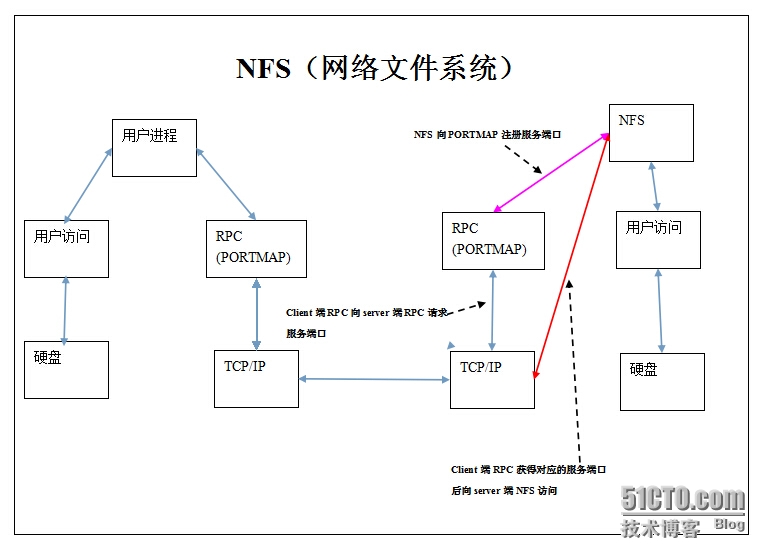 NFS（网络文件系统）
用户进程
NFS 向 PORTMAP 注册服务端口
NFS
用户访问
RPC
(PORTMAP)
RPC
(PORTMAP)
用户访问
Client 端 RPC 向 server 端 RPC 请求
服务端口
硬盘
TCP/IP
TCP/IP
硬盘
Client 端 RPC 获得对应的服务端口
后向 server 端 NFS 访问
51CTO.com
技术博客 Blog